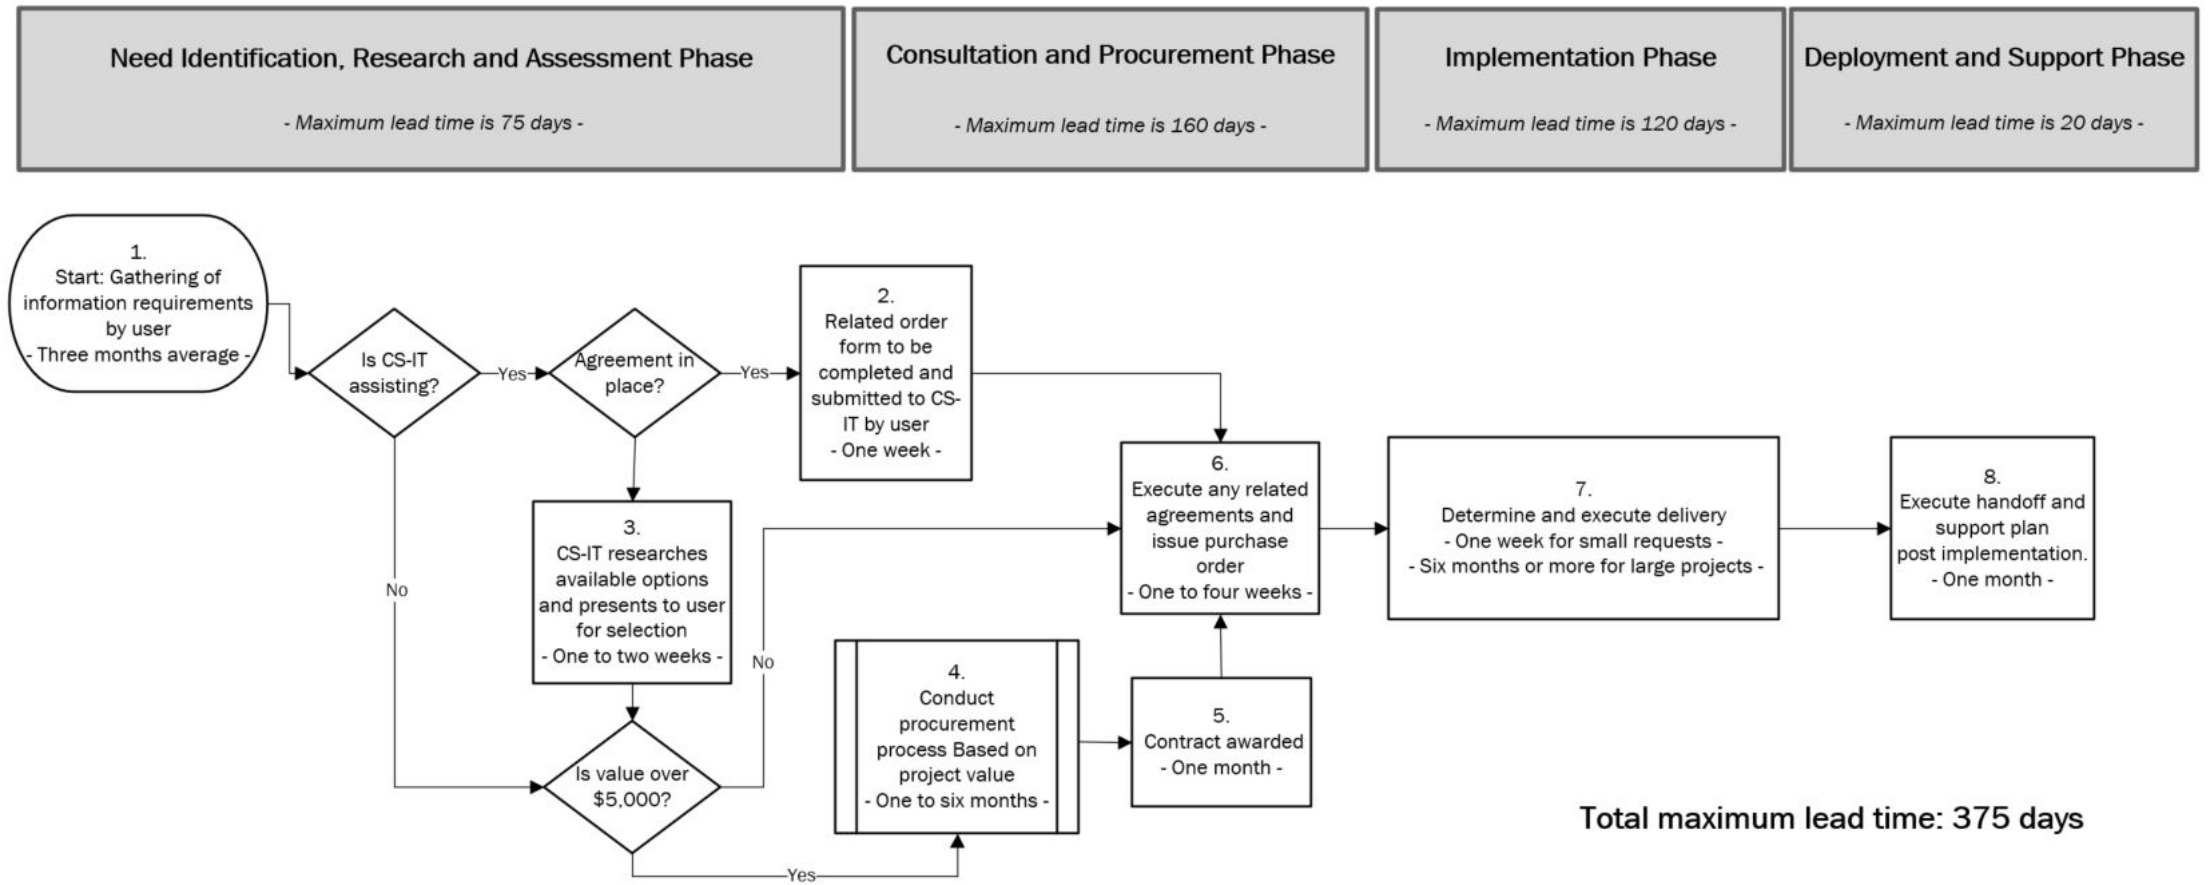 Need Identification, Research and Assessment Phase
- Maximum lead time is 75 days -
Consultation and Procurement Phase
- Maximum lead time is 160 days -
Implementation Phase
- Maximum lead time is 120 days -
Deployment and Support Phase
- Maximum lead time is 20 days -
1.
Start: Gathering of
information requirements
by user
- Three months average -
Is CS-IT
assisting?
Yes
Agreement in
place?
Yes
2.
Related order
form to be
completed and
submitted to CS-
IT by user
- One week -
No
3.
CS-IT researches
available options
and presents to user
for selection
- One to two weeks -
Is value over
$5,000?
No
Yes
4.
Conduct
procurement
process Based on
project value
- One to six months -
5.
Contract awarded
- One month -
6.
Execute any related
agreements and
issue purchase
order
- One to four weeks -
7.
Determine and execute delivery
- One week for small requests -
- Six months or more for large projects -
8.
Execute handoff and
support plan
post implementation.
- One month -
Total maximum lead time: 375 days